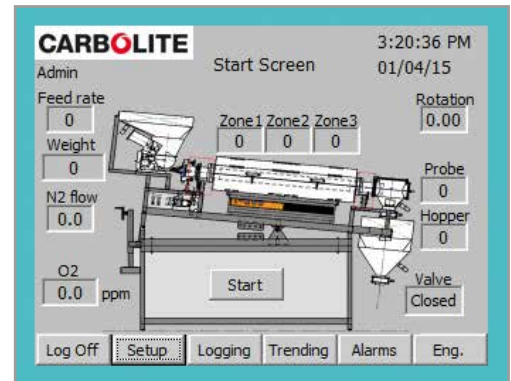 CARBOLITE
3:20:36 PM
Admin
Start Screen
01/04/15
Feed rate
0
Zone1 Zone2 Zone3
0 0 0
Rotation
0.00
Weight
0
Probe
0
N2 flow
0.0
Hopper
0
O2
0.0 ppm
Start
Valve
Closed
Log Off
Setup
Logging
Trending
Alarms
Eng.